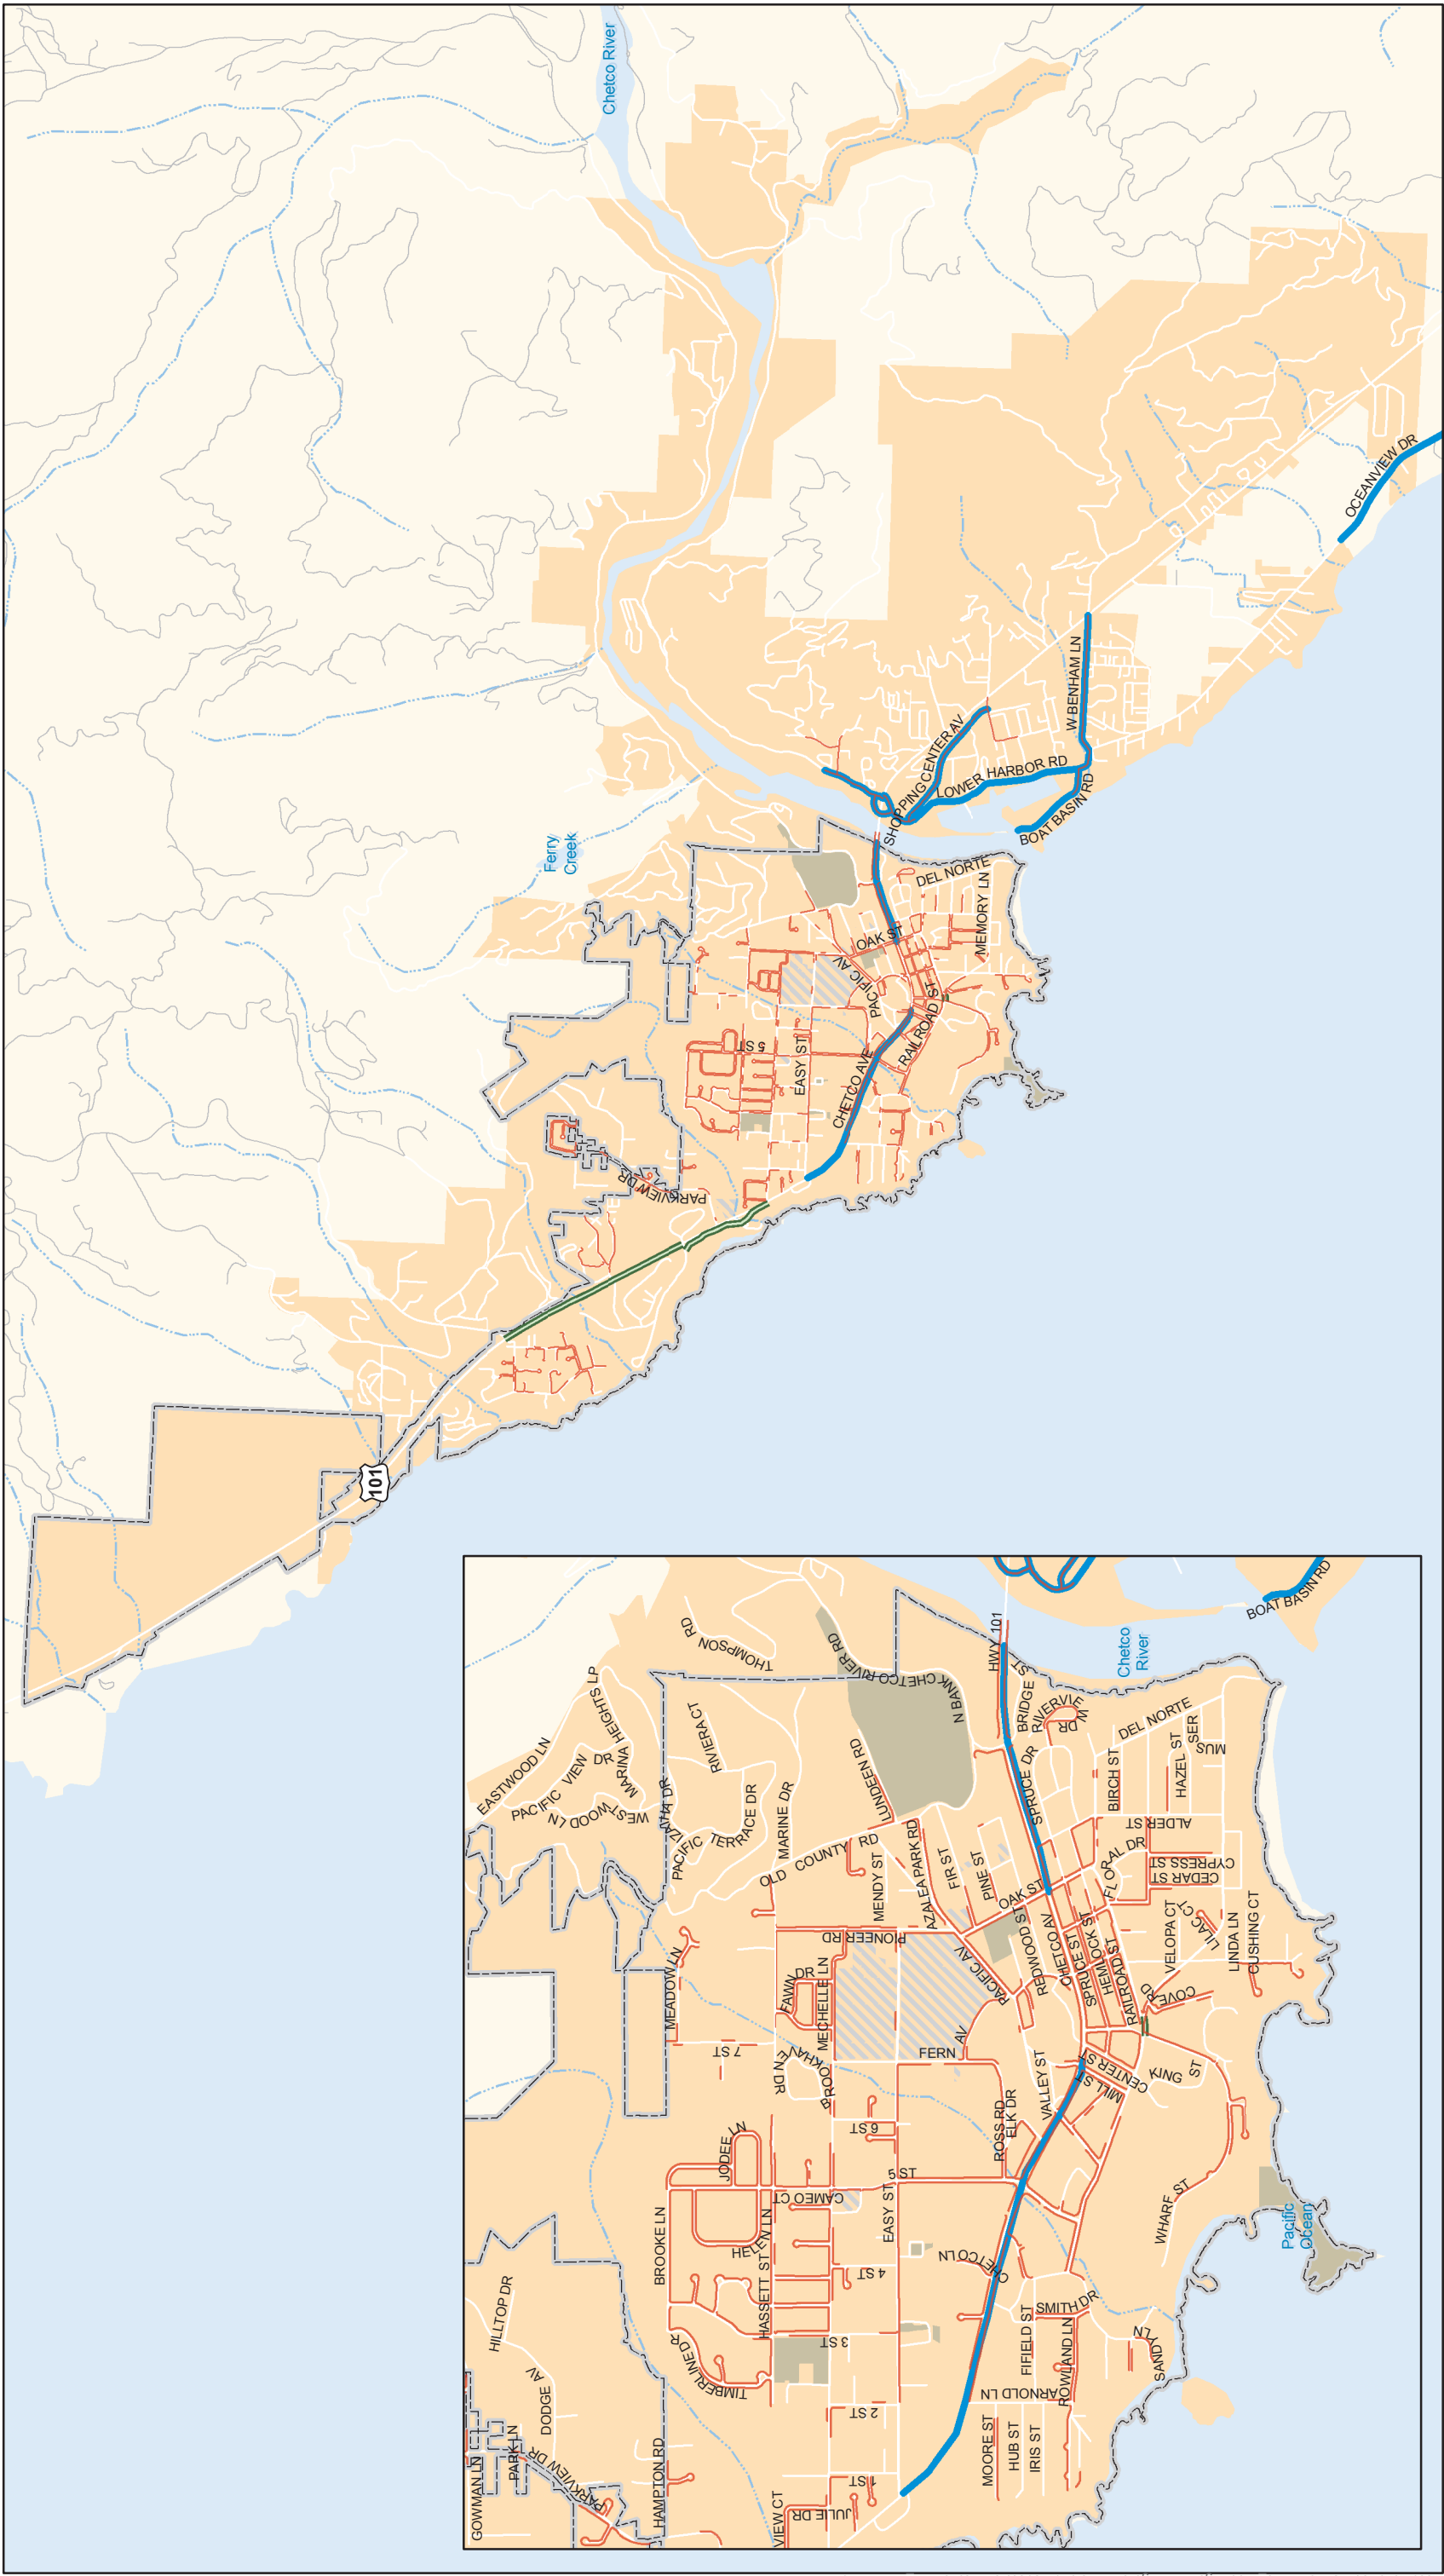 Chetco River
OCEANVIEW DR
W BENHAM LN
SHOPPING CENTER AV
LOWER HARBOR RD
BOAT BASIN RD
Ferry
Creek
DEL NORTE
MEMORY LN
OAK ST
PACIFIC AV
RAILROAD ST
5 ST
EASY ST
CHETCO AVE
PARKVIEW DR
101
BOAT BASIN RD
Chetco
River
HWY 101
THOMPSON RD
N BANK CHETCO RIVER RD
BRIDGE ST
RIVERVIEW DR
DEL NORTE
EASTWOOD LN
PACIFIC VIEW DR
MARINA HEIGHTS LP
WESTWOOD LN
RIVIERA CT
IZAITHA DR
PACIFIC TERRACE DR
MARINE DR
LUNDEEN RD
SPRUCE DR
BIRCH ST
HAZEL ST
ALDER ST
OLD COUNTY RD
MENDY ST
AZALEA PARK RD
FIR ST
PINE ST
OAK ST
FLORAL DR
CYPRESS ST
CEDAR ST
PIONEER RD
PACIFIC AV
REDWOOD ST
CHETCO AV
SPRUCE ST
HEMLOCK ST
RAILROAD ST
VELOPA CT
LILAC CT
LINDA LN
CUSHING CT
MEADOW LN
FAWN DR
MECHELLE LN
COVE RD
7 ST
BROOKHAVEN DR
FERN AV
VALLEY ST
CENTER ST
MILL ST
KING ST
JODEE LN
6 ST
ROSS RD
ELK DR
5 ST
CAMEO CT
EASY ST
WHARF ST
Pacific
Ocean
BROOKE LN
HELEN LN
HASSETT ST
4 ST
CHETCO LN
HILLTOP DR
TIMBERLINE DR
3 ST
SMITH DR
FIFIELD ST
ROWLAND LN
SANDY LN
DODGE AV
2 ST
ARNOLD LN
MOORE ST
HUB ST
IRIS ST
GOWMAN LN
PARK LN
PARKVIEW DR
HAMPTON RD
VIEW CT
JULIE DR
1 ST